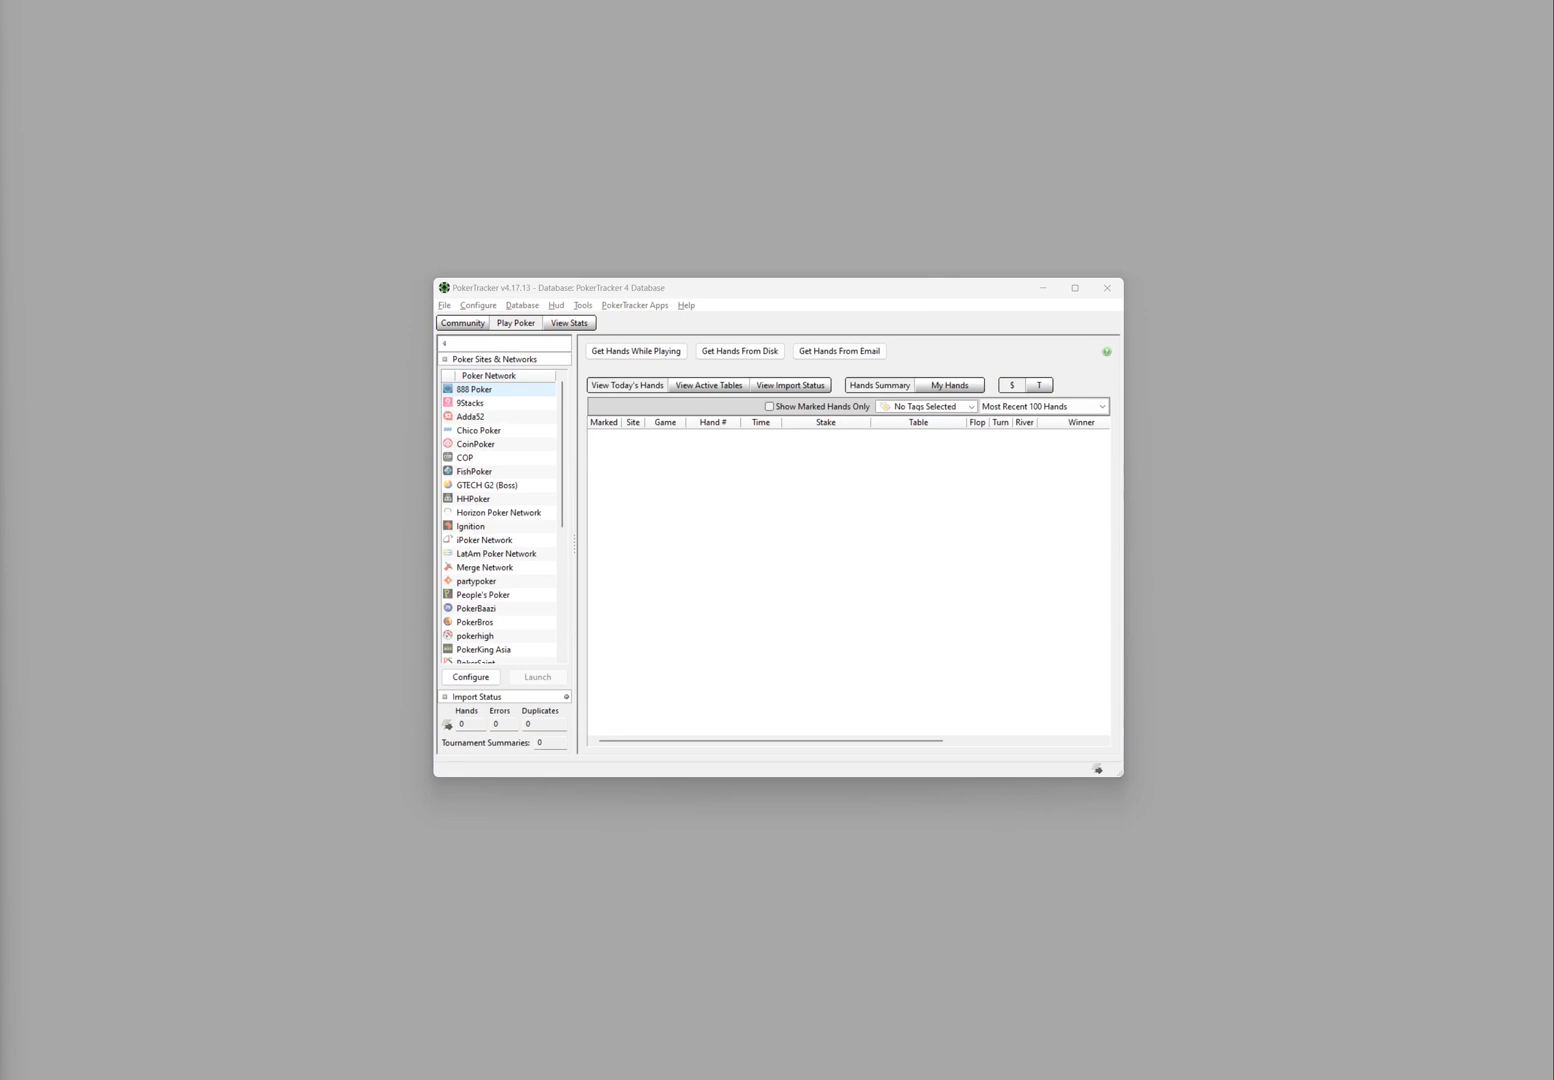 PokerTracker v4.17.13 - Database: PokerTracker 4 Database
File Configure Database Hud Tools PokerTracker Apps Help
Community Play Poker View Stats
Poker Sites & Networks
Poker Network
888 Poker
9Stacks
Adda52
Chico Poker
CoinPoker
COP
FishPoker
GTECH G2 (Boss)
HHPoker
Horizon Poker Network
Ignition
iPoker Network
LatAm Poker Network
Merge Network
partypoker
People's Poker
PokerBaazi
PokerBros
pokerhigh
PokerKing Asia
PokerSaint
Configure Launch
Import Status
Hands Errors Duplicates
0 0 0
Tournament Summaries: 0
Get Hands While Playing Get Hands From Disk Get Hands From Email
View Today's Hands View Active Tables View Import Status Hands Summary My Hands $ T
Show Marked Hands Only No Tags Selected Most Recent 100 Hands
Marked Site Game Hand # Time Stake Table Flop Turn River Winner